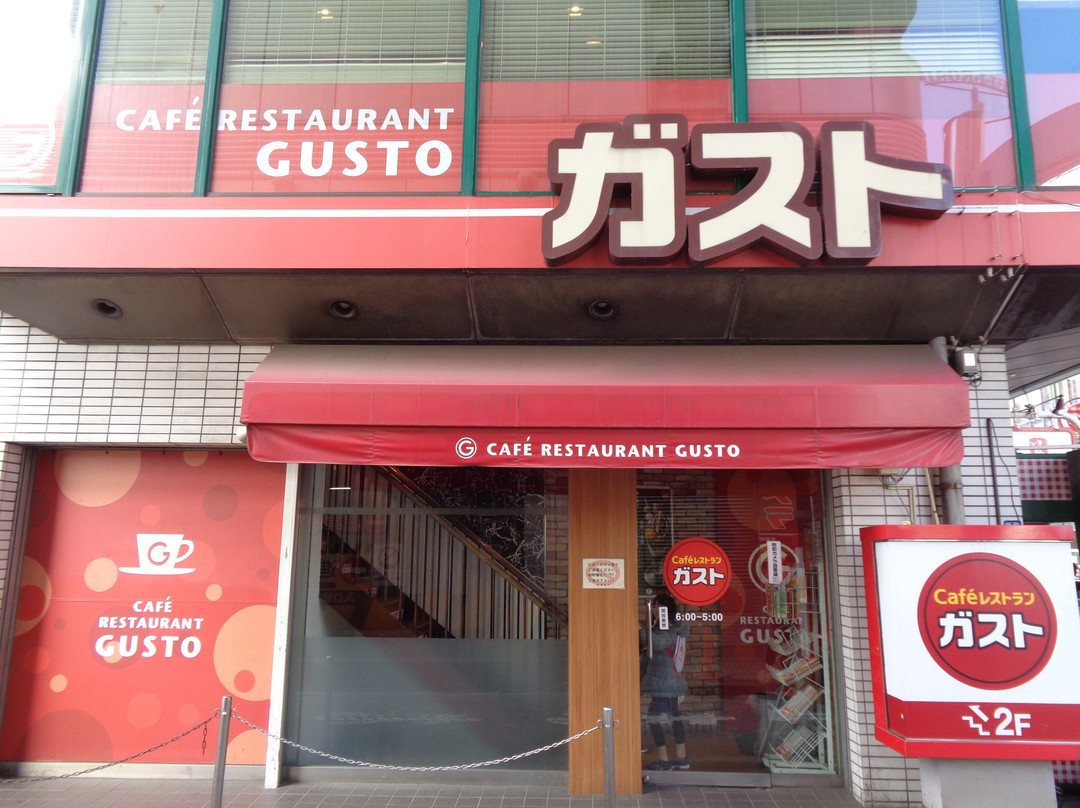 CAFÉ RESTAURANT
GUSTO
ガスト
G CAFÉ RESTAURANT GUSTO
G
CAFÉ
RESTAURANT
GUSTO
Caféレストラン
ガスト
6:00~5:00
G
RESTAURANT
GUSTO
Caféレストラン
ガスト
2F